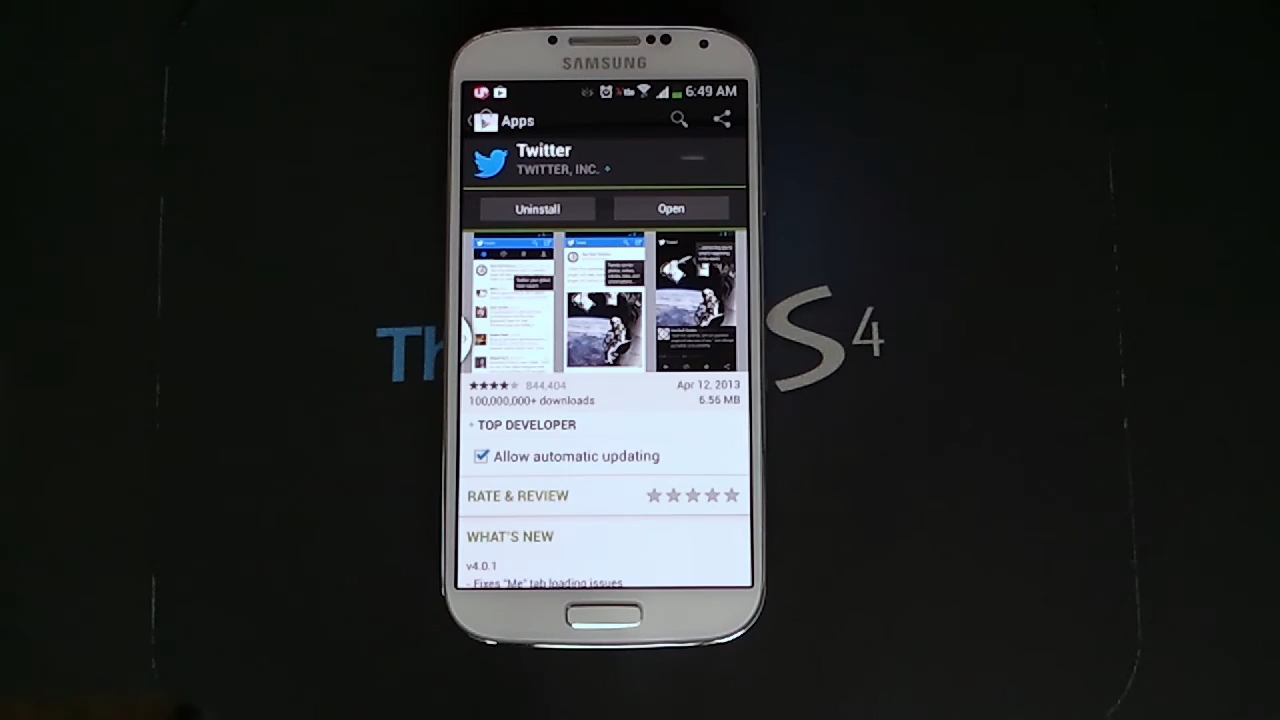 SAMSUNG
6:49 AM
Apps
Twitter
TWITTER, INC.
Uninstall
Open
Th
S4
844,404
Apr 12, 2013
100,000,000+ downloads
6.56 MB
TOP DEVELOPER
Allow automatic updating
RATE & REVIEW
WHAT'S NEW
v4.0.1
- Fixes "Me" tab loading issues